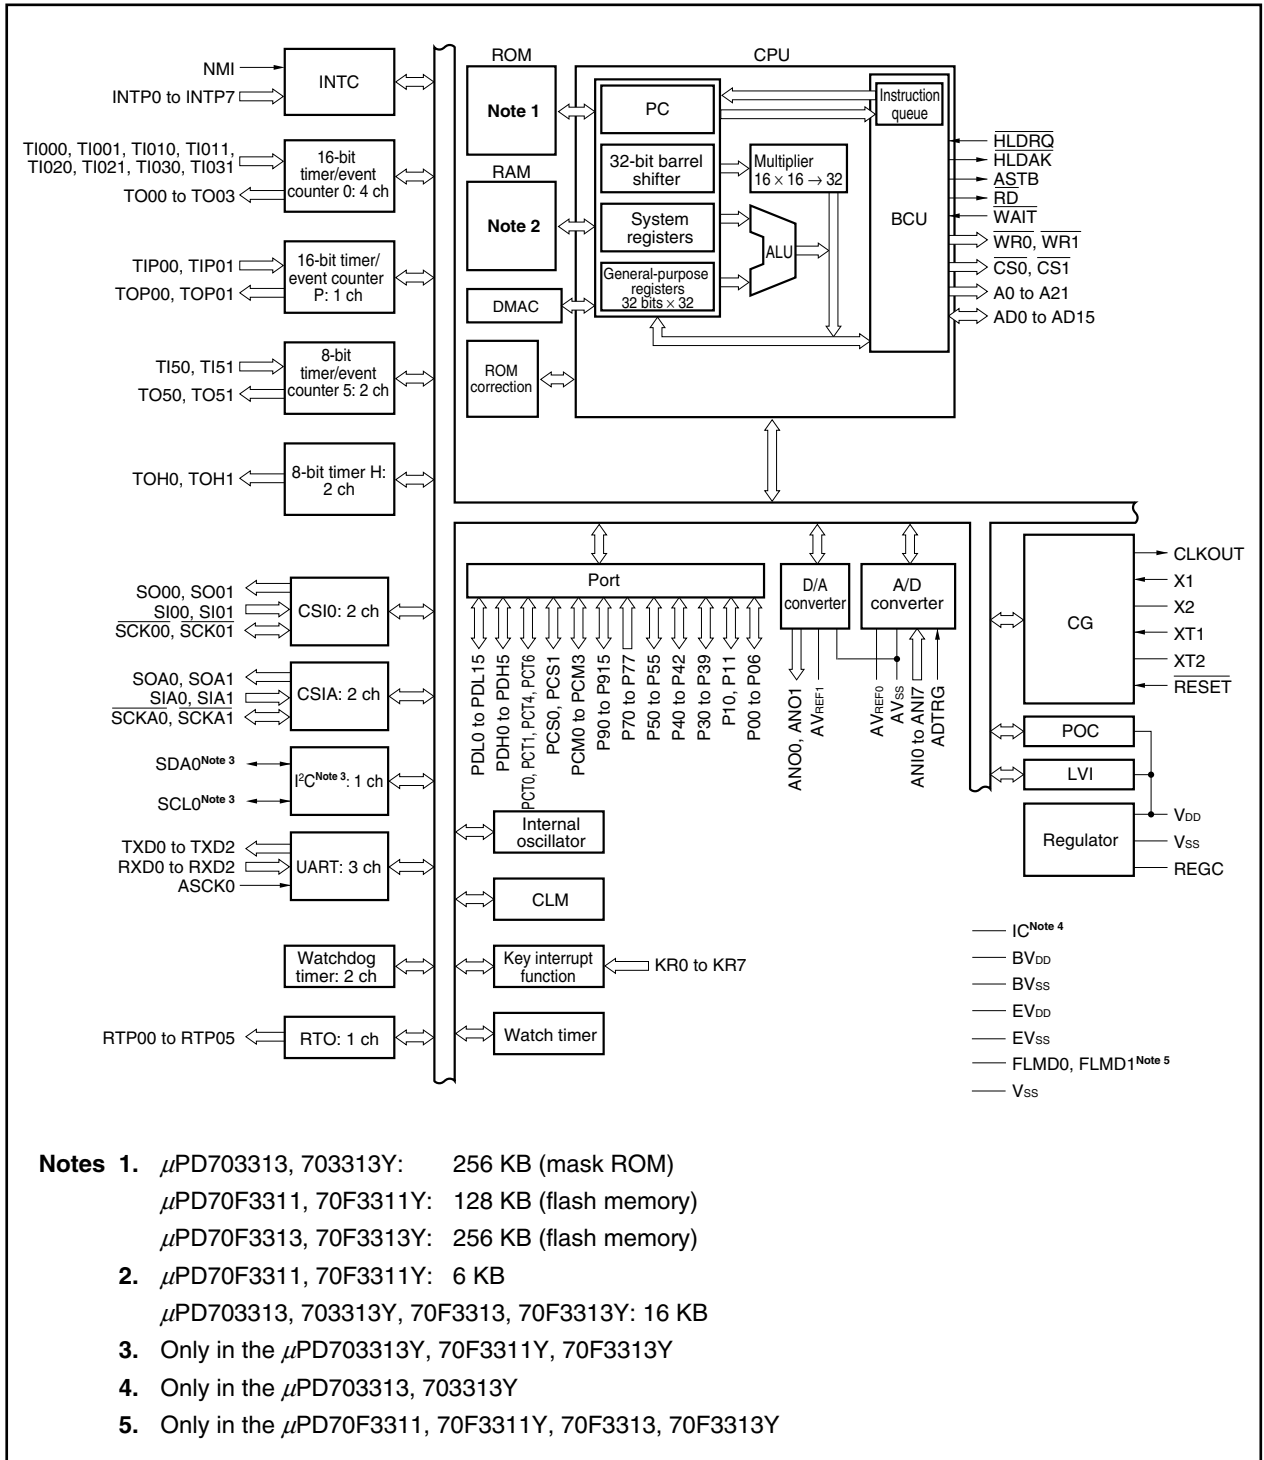 NMI
INTP0 to INTP7
INTC
TI000, TI001, TI010, TI011,
TI020, TI021, TI030, TI031
TO00 to TO03
16-bit
timer/event
counter 0: 4 ch
TIP00, TIP01
TOP00, TOP01
16-bit timer/
event counter
P: 1 ch
TI50, TI51
TO50, TO51
8-bit
timer/event
counter 5: 2 ch
TOH0, TOH1
8-bit timer H:
2 ch
SO00, SO01
SI00, SI01
SCK00, SCK01
CSI0: 2 ch
SOA0, SOA1
SIA0, SIA1
SCKA0, SCKA1
CSIA: 2 ch
SDA0Note 3
SCL0Note 3
I²CNote 3: 1 ch
TXD0 to TXD2
RXD0 to RXD2
ASCK0
UART: 3 ch
Watchdog
timer: 2 ch
RTP00 to RTP05
RTO: 1 ch
ROM
Note 1
RAM
Note 2
DMAC
ROM
correction
CPU
PC
32-bit barrel
shifter
System
registers
General-purpose
registers
32 bits × 32
Multiplier
16 × 16 → 32
ALU
Instruction
queue
BCU
HLDRQ
HLDAK
ASTB
RD
WAIT
WR0, WR1
CS0, CS1
A0 to A21
AD0 to AD15
Port
PDL0 to PDL15
PDH0 to PDH5
PCT0, PCT1, PCT4, PCT6
PCS0, PCS1
PCM0 to PCM3
P90 to P915
P70 to P77
P50 to P55
P40 to P42
P30 to P39
P10, P11
P00 to P06
D/A
converter
ANO0, ANO1
AVREF1
A/D
converter
AVREF0
AVSS
ANI0 to ANI7
ADTRG
Internal
oscillator
CLM
Key interrupt
function
KR0 to KR7
Watch timer
CG
CLKOUT
X1
X2
XT1
XT2
RESET
POC
LVI
Regulator
VDD
VSS
REGC
ICNote 4
BVDD
BVSS
EVDD
EVSS
FLMD0, FLMD1Note 5
VSS
Notes 1. µPD703313, 703313Y: 256 KB (mask ROM)
µPD70F3311, 70F3311Y: 128 KB (flash memory)
µPD70F3313, 70F3313Y: 256 KB (flash memory)
2. µPD70F3311, 70F3311Y: 6 KB
µPD703313, 703313Y, 70F3313, 70F3313Y: 16 KB
3. Only in the µPD703313Y, 70F3311Y, 70F3313Y
4. Only in the µPD703313, 703313Y
5. Only in the µPD70F3311, 70F3311Y, 70F3313, 70F3313Y